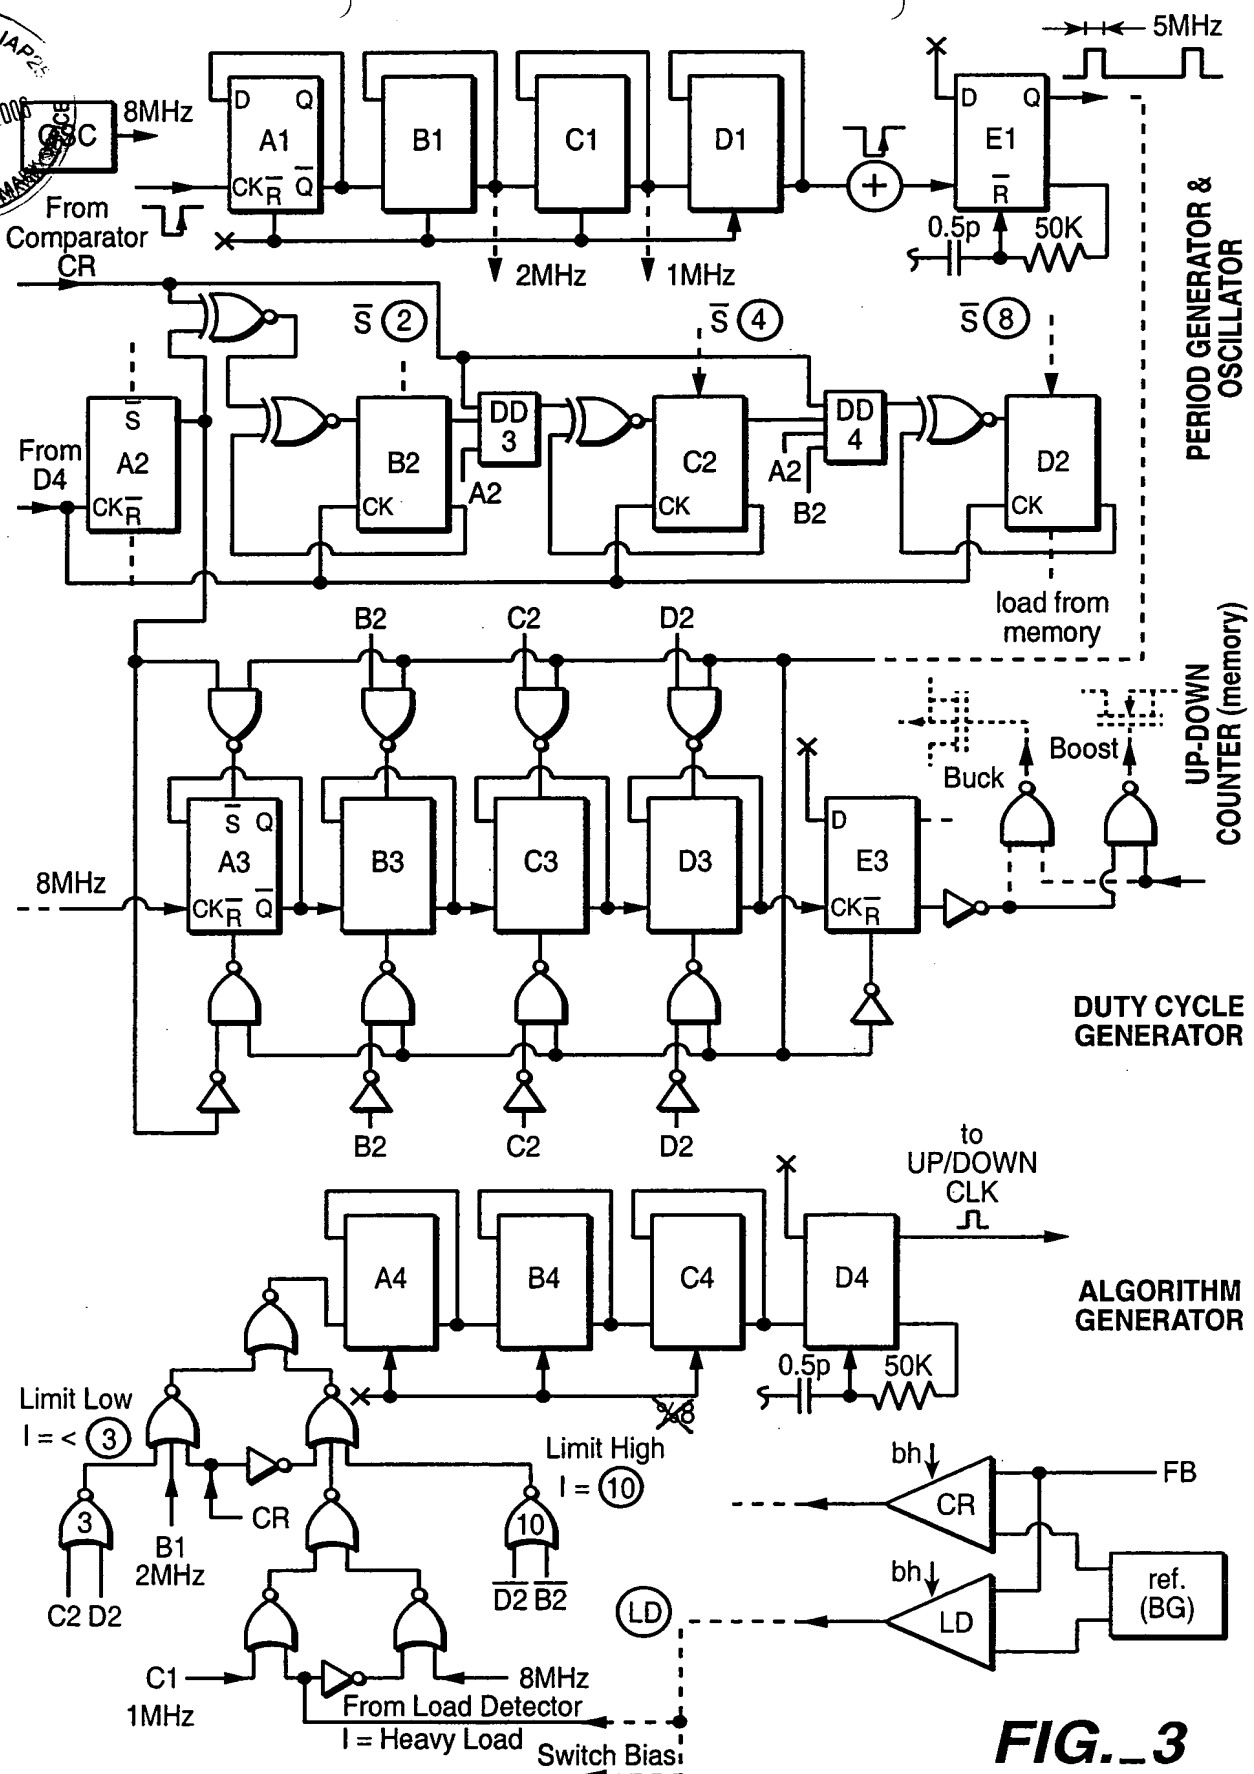 5MHz
8MHz
D Q
A1
CK R̅ Q̅
B1
C1
D1
D Q
E1
R̅
From
Comparator
CR
2MHz
1MHz
0.5p
50K
PERIOD GENERATOR &
OSCILLATOR
S̅ 2
S̅ 4
S̅ 8
From
D4
S̅
A2
CK R̅
B2
CK
DD
3
A2
C2
CK
DD
4
A2
B2
D2
CK
load from
memory
UP-DOWN
COUNTER (memory)
B2
C2
D2
Buck
Boost
8MHz
S̅ Q
A3
CK R̅ Q̅
B3
C3
D3
D
E3
CK R̅
DUTY CYCLE
GENERATOR
B2
C2
D2
to
UP/DOWN
CLK
A4
B4
C4
D4
ALGORITHM
GENERATOR
0.5p
50K
Limit Low
I = < 3
Limit High
I = 10
3
CR
10
B1
2MHz
C2 D2
D̅2̅ B̅2̅
C1
1MHz
8MHz
From Load Detector
I = Heavy Load
Switch Bias
LD
bh
CR
FB
bh
LD
ref.
(BG)
FIG._3